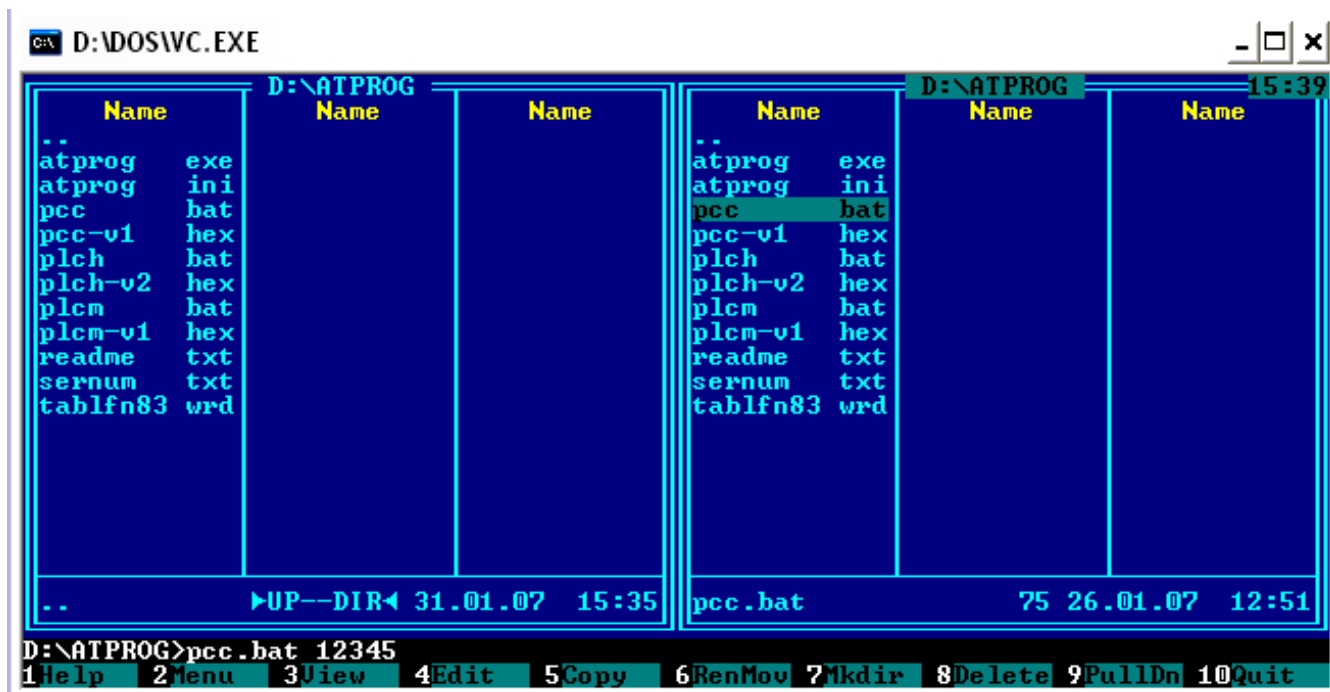 D:\DOS\VC.EXE
D:\ATPROG D:\ATPROG 15:39
Name Name Name Name Name Name
.. ..
atprog exe atprog exe
atprog ini atprog ini
pcc bat pcc bat
pcc-v1 hex pcc-v1 hex
plch bat plch bat
plch-v2 hex plch-v2 hex
plcm bat plcm bat
plcm-v1 hex plcm-v1 hex
readme txt readme txt
sernum txt sernum txt
tablfn83 wrd tablfn83 wrd
.. ►UP--DIR◄ 31.01.07 15:35 pcc.bat 75 26.01.07 12:51
D:\ATPROG>pcc.bat 12345
1Help 2Menu 3View 4Edit 5Copy 6RenMov 7Mkdir 8Delete 9PullDn 10Quit